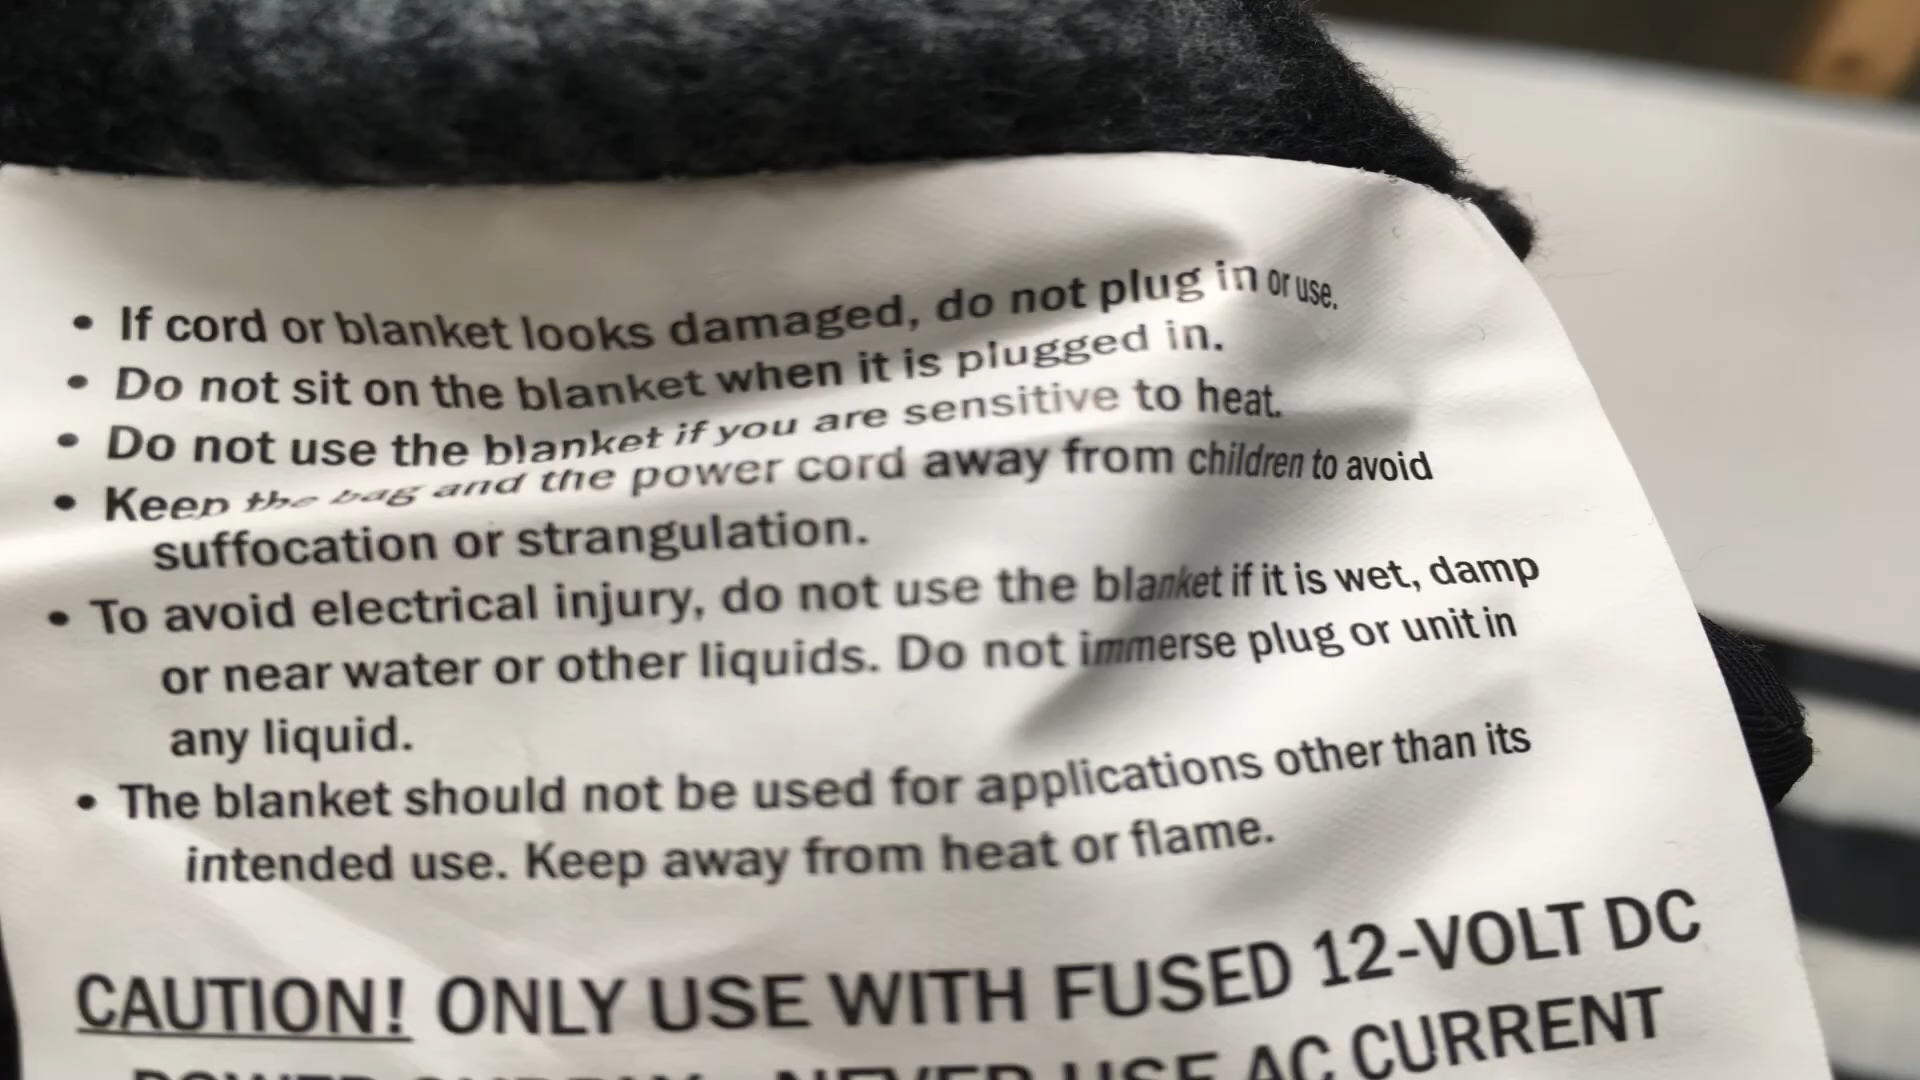 • If cord or blanket looks damaged, do not plug in or use.
• Do not sit on the blanket when it is plugged in.
• Do not use the blanket if you are sensitive to heat.
• Keep the bag and the power cord away from children to avoid
suffocation or strangulation.
• To avoid electrical injury, do not use the blanket if it is wet, damp
or near water or other liquids. Do not immerse plug or unit in
any liquid.
• The blanket should not be used for applications other than its
intended use. Keep away from heat or flame.
CAUTION! ONLY USE WITH FUSED 12-VOLT DC
POWER SUPPLY - NEVER USE AC CURRENT